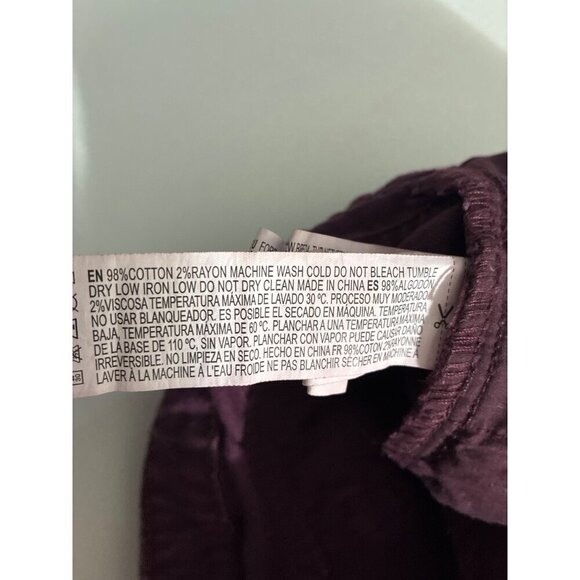 EN 98%COTTON 2%RAYON MACHINE WASH COLD DO NOT BLEACH TUMBLE
DRY LOW IRON LOW DO NOT DRY CLEAN MADE IN CHINA ES 98%ALGODON
2%VISCOSA TEMPERATURA MÁXIMA DE LAVADO 30 ºC. PROCESO MUY MODERADO
NO USAR BLANQUEADOR. ES POSIBLE EL SECADO EN MÁQUINA. TEMPERATURA
BAJA, TEMPERATURA MÁXIMA DE 60 ºC. PLANCHAR A UNA TEMPERATURA MÁXIMA
DE LÂ BASE DE 110 ºC, SIN VAPOR. PLANCHAR CON VAPOR PUEDE CAUSAR DAÑO
IRREVERSIBLE. NO LIMPIEZA EN SECO. HECHO EN CHINA FR 98%COTON 2%RAYONNE
LAVER À LA MACHINE À L'EAU FROIDE NE PAS BLANCHIR SÉCHER EN MACHINE À